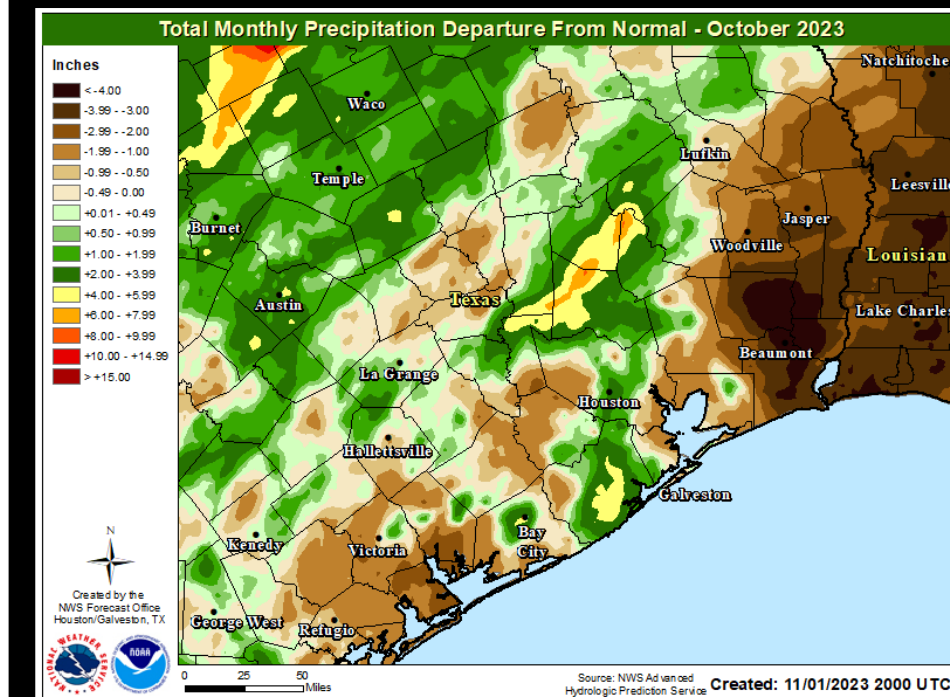 Total Monthly Precipitation Departure From Normal - October 2023
Inches
< -4.00
-3.99 - -3.00
-2.99 - -2.00
-1.99 - -1.00
-0.99 - -0.50
-0.49 - 0.00
+0.01 - +0.49
+0.50 - +0.99
+1.00 - +1.99
+2.00 - +3.99
+4.00 - +5.99
+6.00 - +7.99
+8.00 - +9.99
+10.00 - +14.99
> +15.00
Natchitoche
Waco
Lufkin
Temple
Leesville
Jasper
Burnet
Woodville
Louisian
Texas
Austin
Lake Charles
Beaumont
La Grange
Houston
Hallettsville
Galveston
Bay
City
Kenedy
Victoria
George West
Refugio
N
Created by the
NWS Forecast Office
Houston/Galveston, TX
NATIONAL WEATHER SERVICE
NOAA
0 25 50
Miles
Source: NWS Advanced
Hydrologic Prediction Service
Created: 11/01/2023 2000 UTC